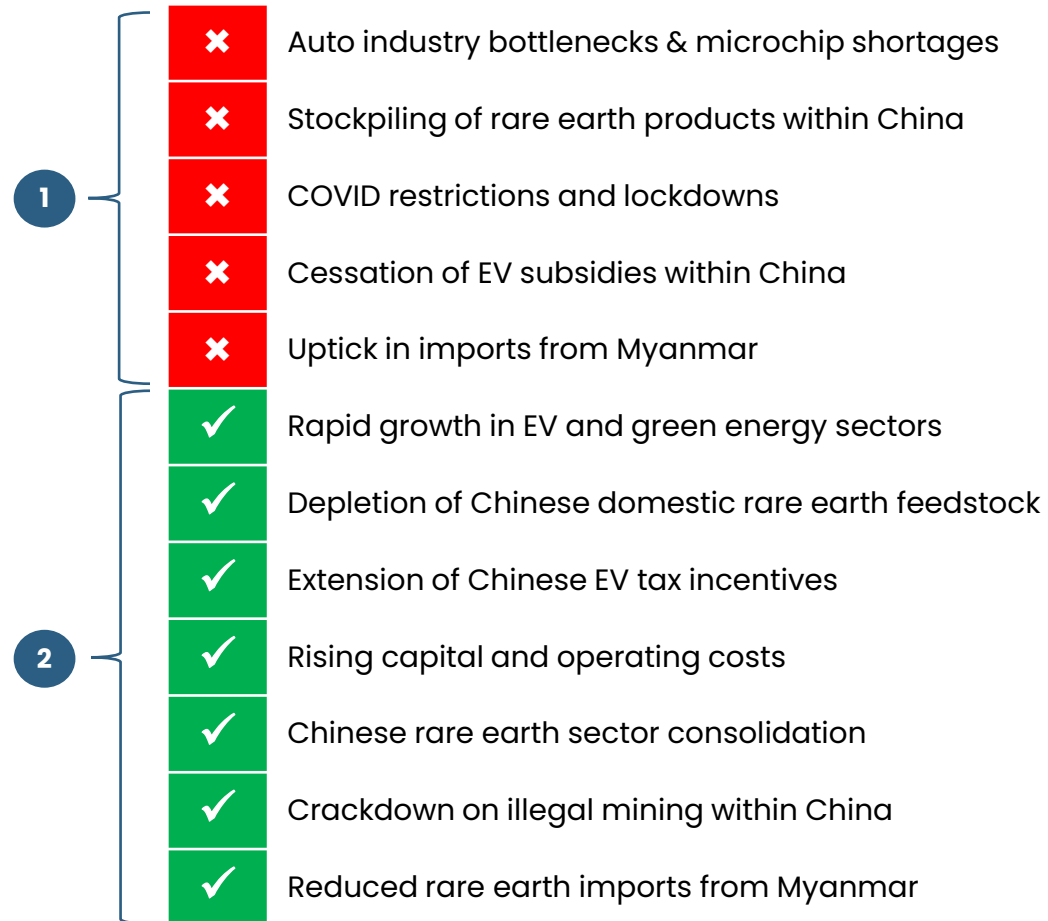 Auto industry bottlenecks & microchip shortages
Stockpiling of rare earth products within China
1
COVID restrictions and lockdowns
Cessation of EV subsidies within China
Uptick in imports from Myanmar
Rapid growth in EV and green energy sectors
Depletion of Chinese domestic rare earth feedstock
Extension of Chinese EV tax incentives
2
Rising capital and operating costs
Chinese rare earth sector consolidation
Crackdown on illegal mining within China
Reduced rare earth imports from Myanmar